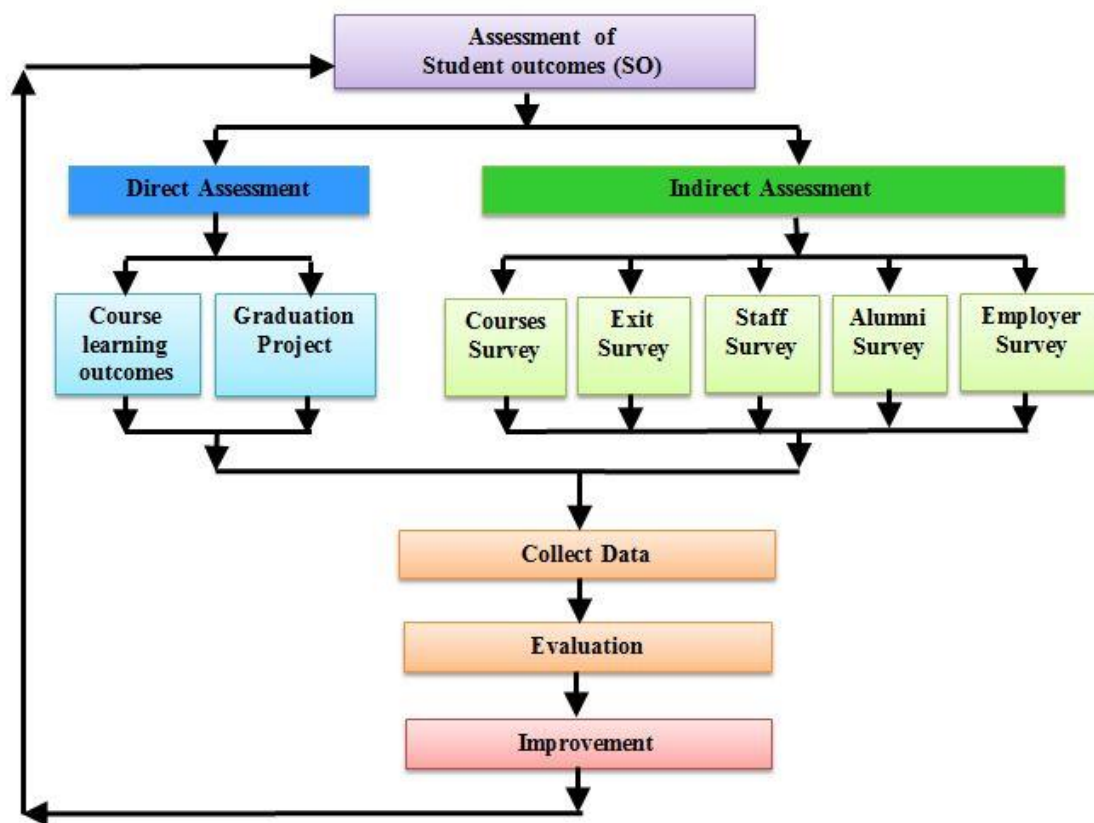 Assessment of
Student outcomes (SO)
Direct Assessment
Indirect Assessment
Course
learning
outcomes
Graduation
Project
Courses
Survey
Exit
Survey
Staff
Survey
Alumni
Survey
Employer
Survey
Collect Data
Evaluation
Improvement